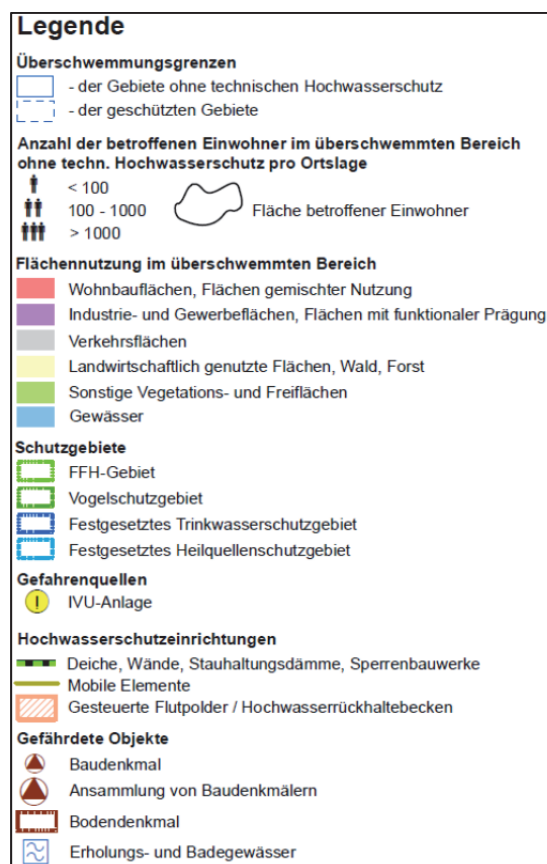 Legende
Überschwemmungsgrenzen
- der Gebiete ohne technischen Hochwasserschutz
- der geschützten Gebiete
Anzahl der betroffenen Einwohner im überschwemmten Bereich
ohne techn. Hochwasserschutz pro Ortslage
< 100
100 - 1000
Fläche betroffener Einwohner
> 1000
Flächennutzung im überschwemmten Bereich
Wohnbauflächen, Flächen gemischter Nutzung
Industrie- und Gewerbeflächen, Flächen mit funktionaler Prägung
Verkehrsflächen
Landwirtschaftlich genutzte Flächen, Wald, Forst
Sonstige Vegetations- und Freiflächen
Gewässer
Schutzgebiete
FFH-Gebiet
Vogelschutzgebiet
Festgesetztes Trinkwasserschutzgebiet
Festgesetztes Heilquellenschutzgebiet
Gefahrenquellen
! IVU-Anlage
Hochwasserschutzeinrichtungen
Deiche, Wände, Stauhaltungsdämme, Sperrenbauwerke
Mobile Elemente
Gesteuerte Flutpolder / Hochwasserrückhaltebecken
Gefährdete Objekte
Baudenkmal
Ansammlung von Baudenkmälern
Bodendenkmal
Erholungs- und Badegewässer